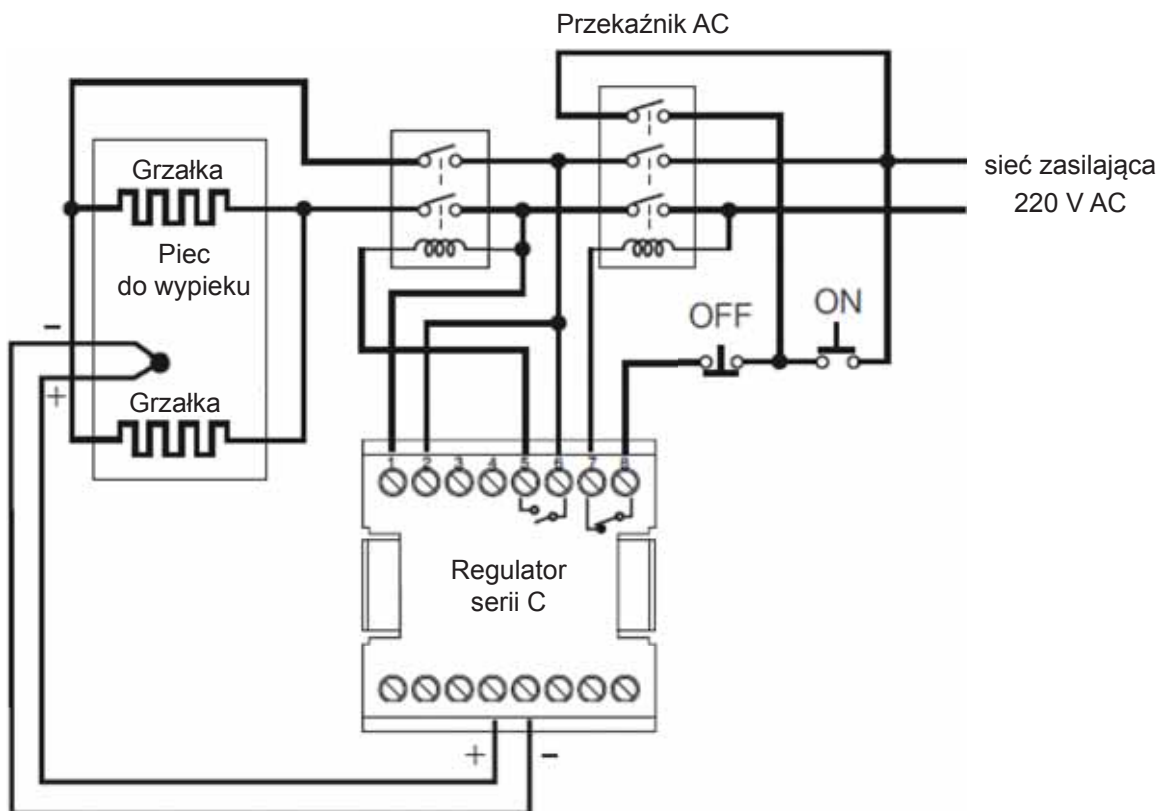 Przekaźnik AC
sieć zasilająca
220 V AC
Grzałka
Piec
do wypieku
OFF
ON
-
+
Grzałka
1 2 3 4 5 6 7 8
Regulator
serii C
+ -